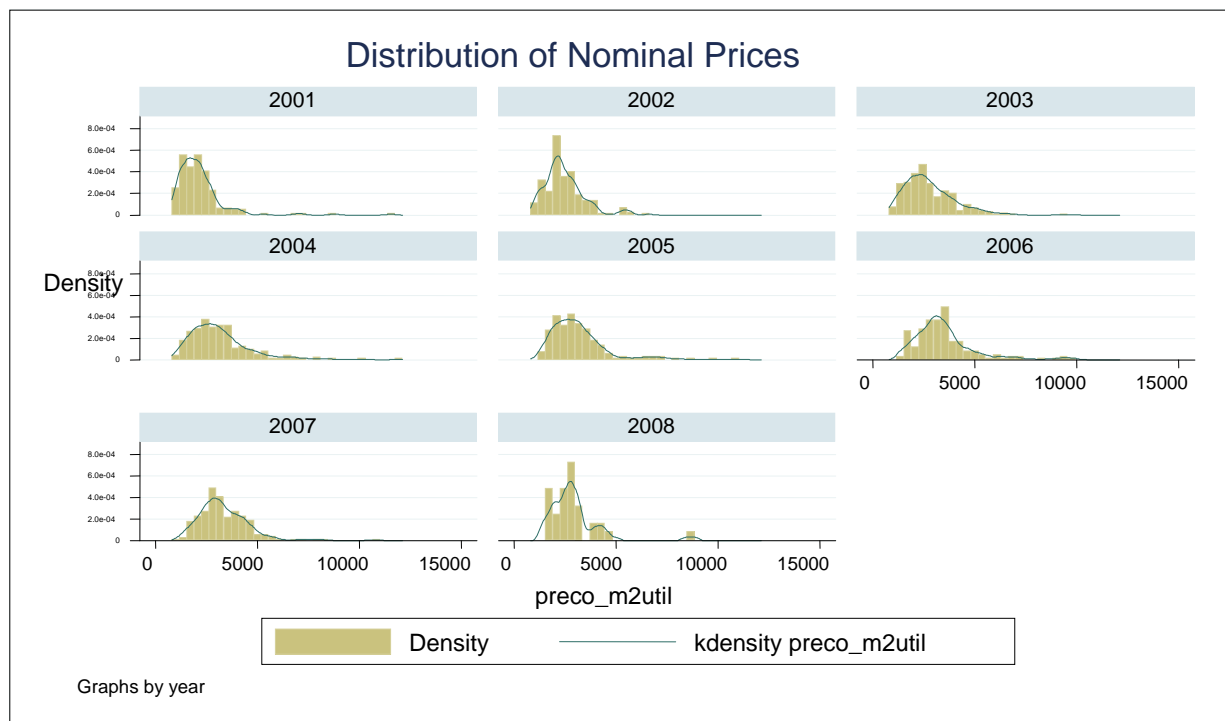 Distribution of Nominal Prices
2001 2002 2003
8.0e-04
6.0e-04
4.0e-04
2.0e-04
0
2004 2005 2006
Density
8.0e-04
6.0e-04
4.0e-04
2.0e-04
0
0 5000 10000 15000
2007 2008
8.0e-04
6.0e-04
4.0e-04
2.0e-04
0
0 5000 10000 15000 0 5000 10000 15000
preco_m2util
Density kdensity preco_m2util
Graphs by year